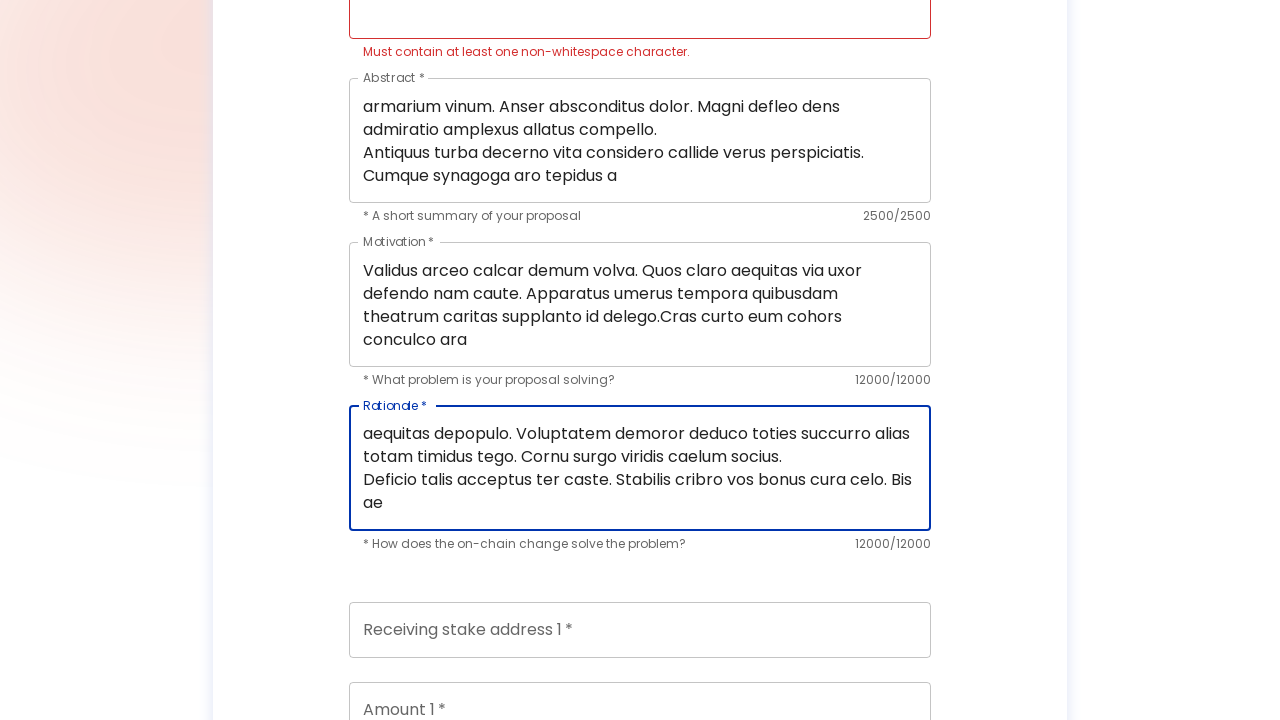 Must contain at least one non-whitespace character.
Abstract *
armarium vinum. Anser absconditus dolor. Magni defleo dens
admiratio amplexus allatus compello.
Antiquus turba decerno vita considero callide verus perspiciatis.
Cumque synagoga aro tepidus a
* A short summary of your proposal 2500/2500
Motivation *
Validus arceo calcar demum volva. Quos claro aequitas via uxor
defendo nam caute. Apparatus umerus tempora quibusdam
theatrum caritas supplanto id delego.Cras curto eum cohors
conculco ara
* What problem is your proposal solving? 12000/12000
Rationale *
aequitas depopulo. Voluptatem demoror deduco toties succurro alias
totam timidus tego. Cornu surgo viridis caelum socius.
Deficio talis acceptus ter caste. Stabilis cribro vos bonus cura celo. Bis
ae
* How does the on-chain change solve the problem? 12000/12000
Receiving stake address 1 *
Amount 1 *